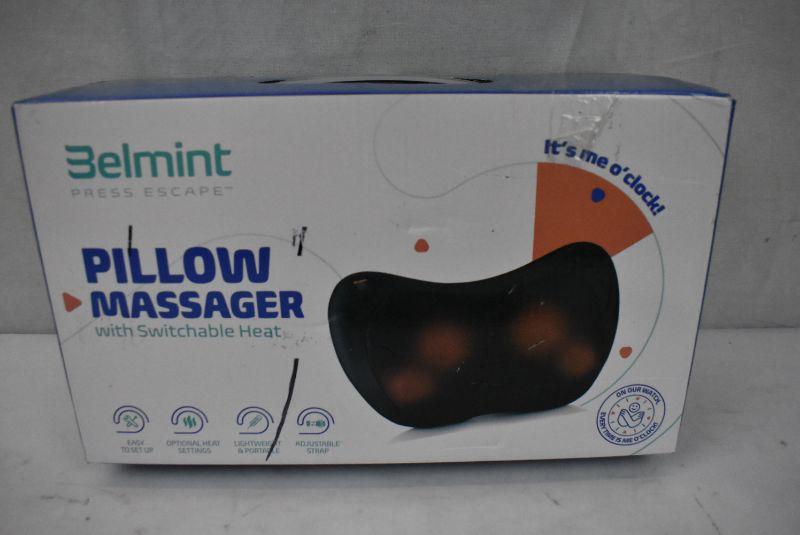 Belmint
PRESS ESCAPE™
PILLOW
MASSAGER
with Switchable Heat
It's me o'clock!
EASY
TO SET UP
OPTIONAL HEAT
SETTINGS
LIGHTWEIGHT
& PORTABLE
ADJUSTABLE
STRAP
ON OUR WATCH
EVERY TIME IS ME O'CLOCK!